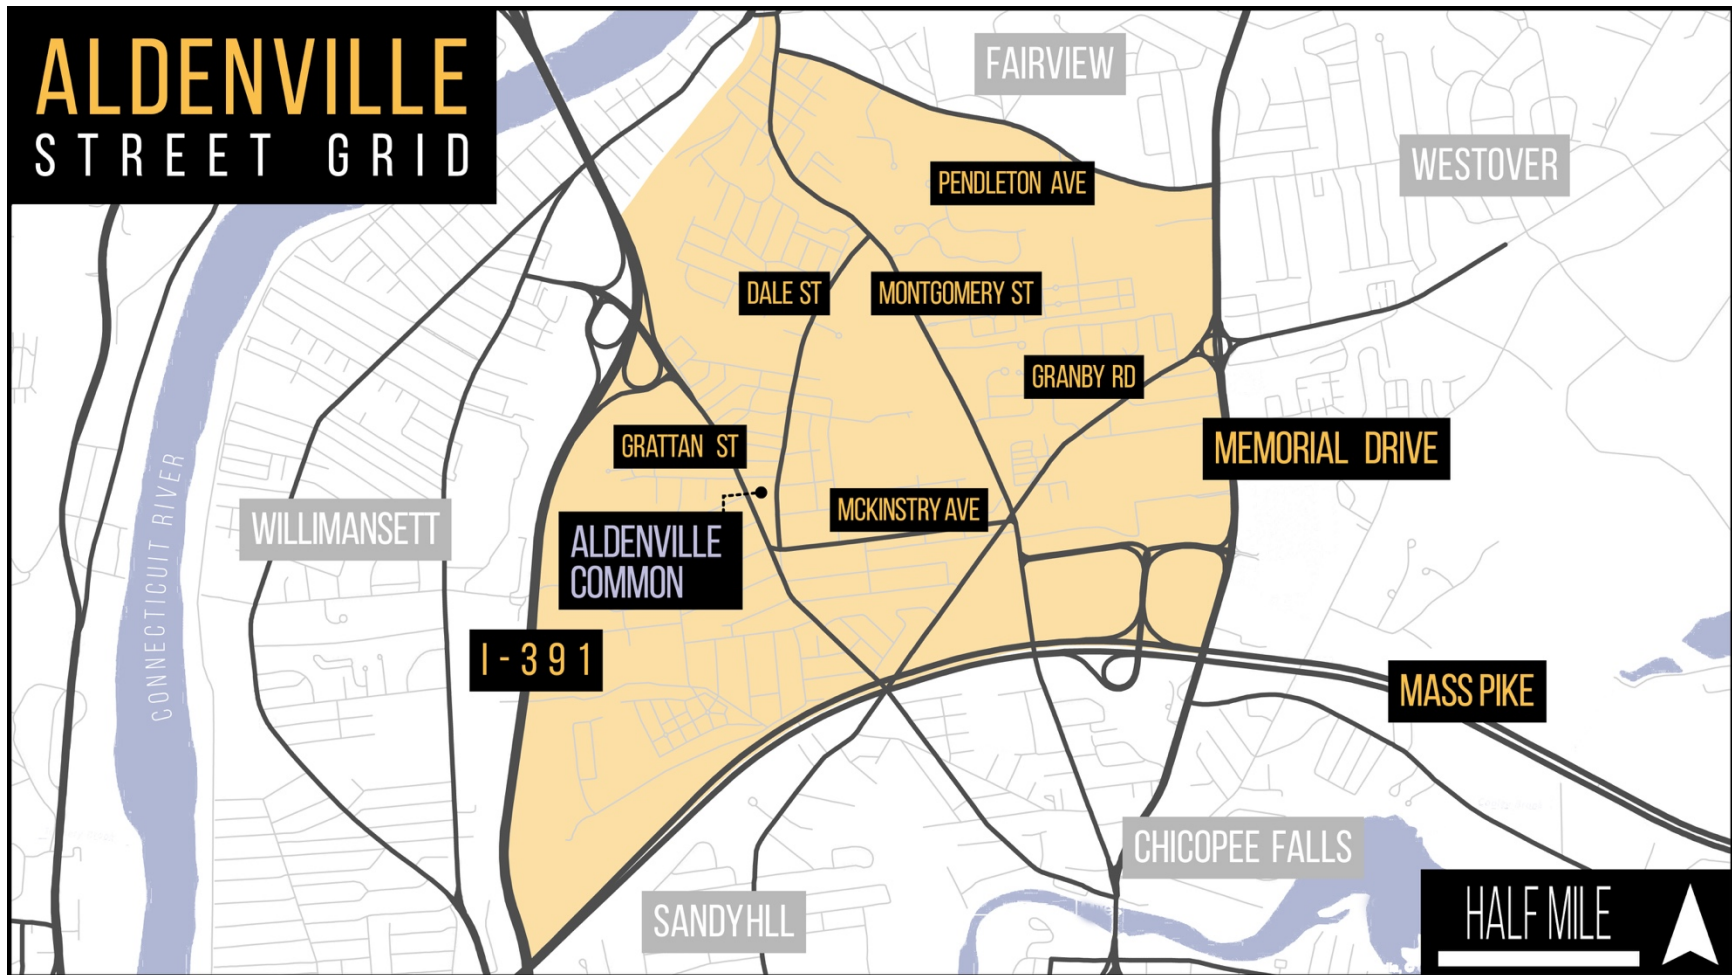 ALDENVILLE
STREET GRID
FAIRVIEW
WESTOVER
PENDLETON AVE
DALE ST
MONTGOMERY ST
GRANBY RD
GRATTAN ST
MEMORIAL DRIVE
MCKINSTRY AVE
WILLIMANSETT
ALDENVILLE
COMMON
CONNECTICUT RIVER
I-391
MASS PIKE
CHICOPEE FALLS
SANDYHLL
HALF MILE